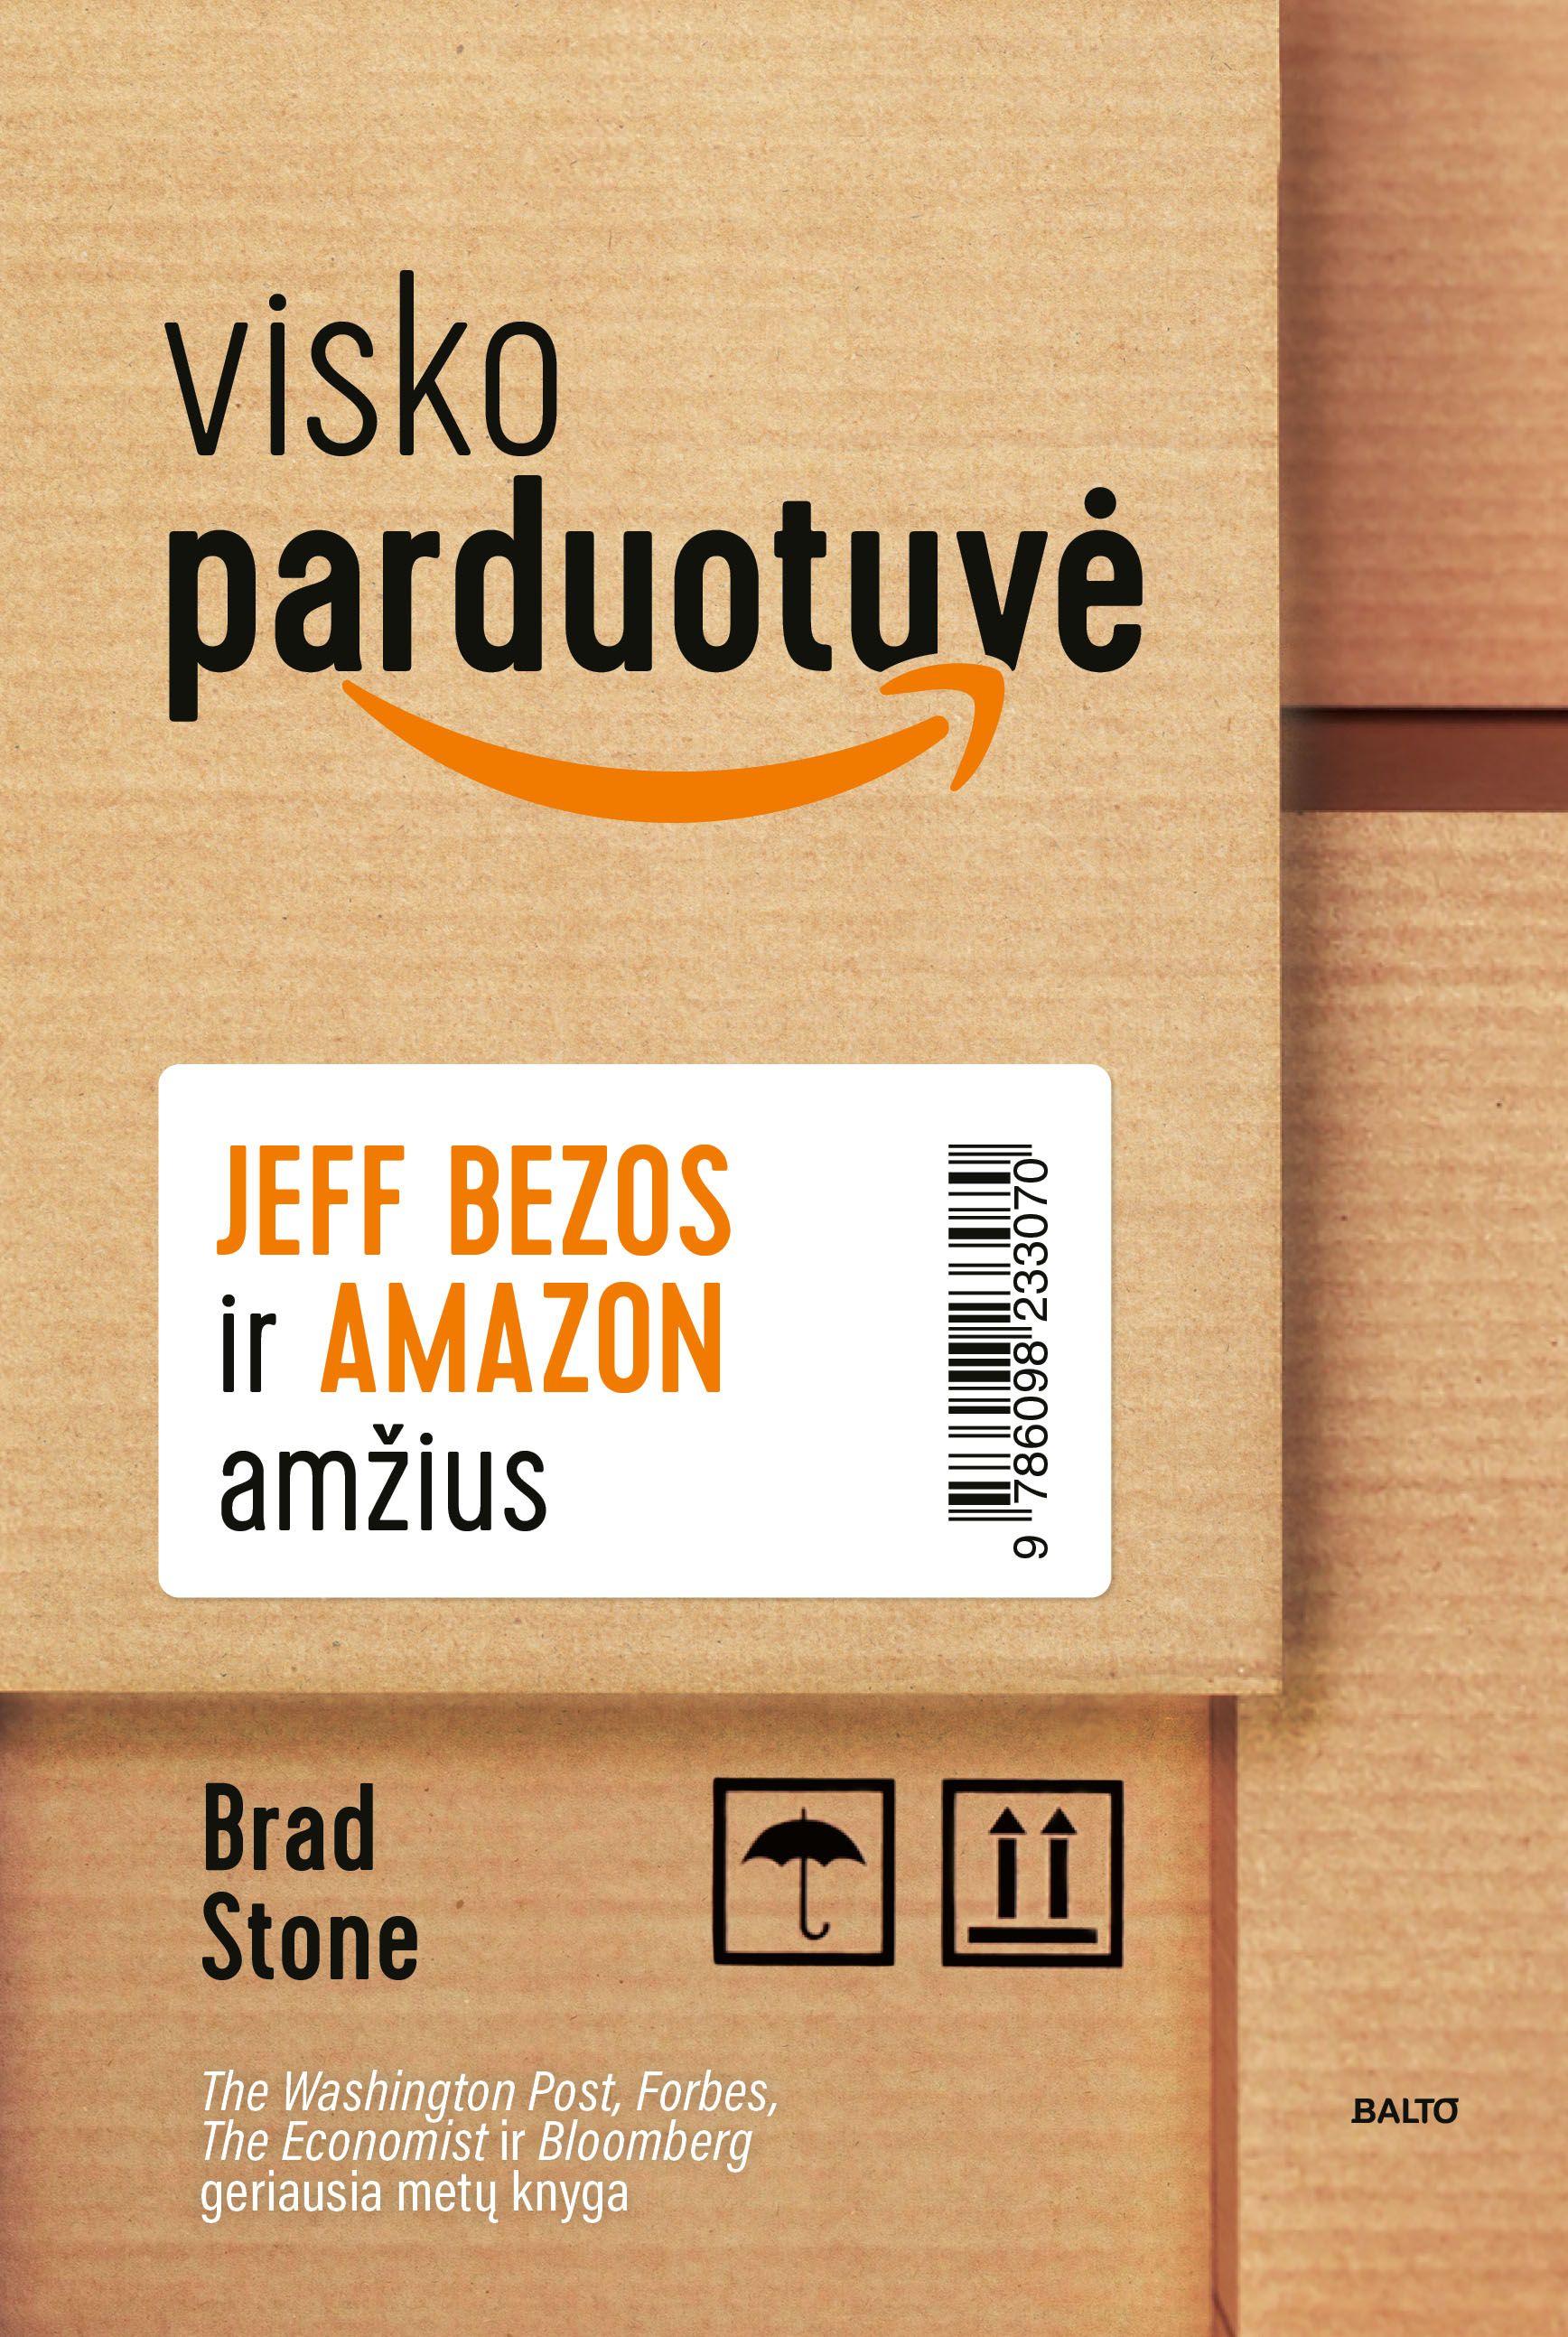 visko
parduotuvė
JEFF BEZOS
ir AMAZON
amžius
9 786098 233070
Brad
Stone
The Washington Post, Forbes,
The Economist ir Bloomberg
geriausia metų knyga
BALTO